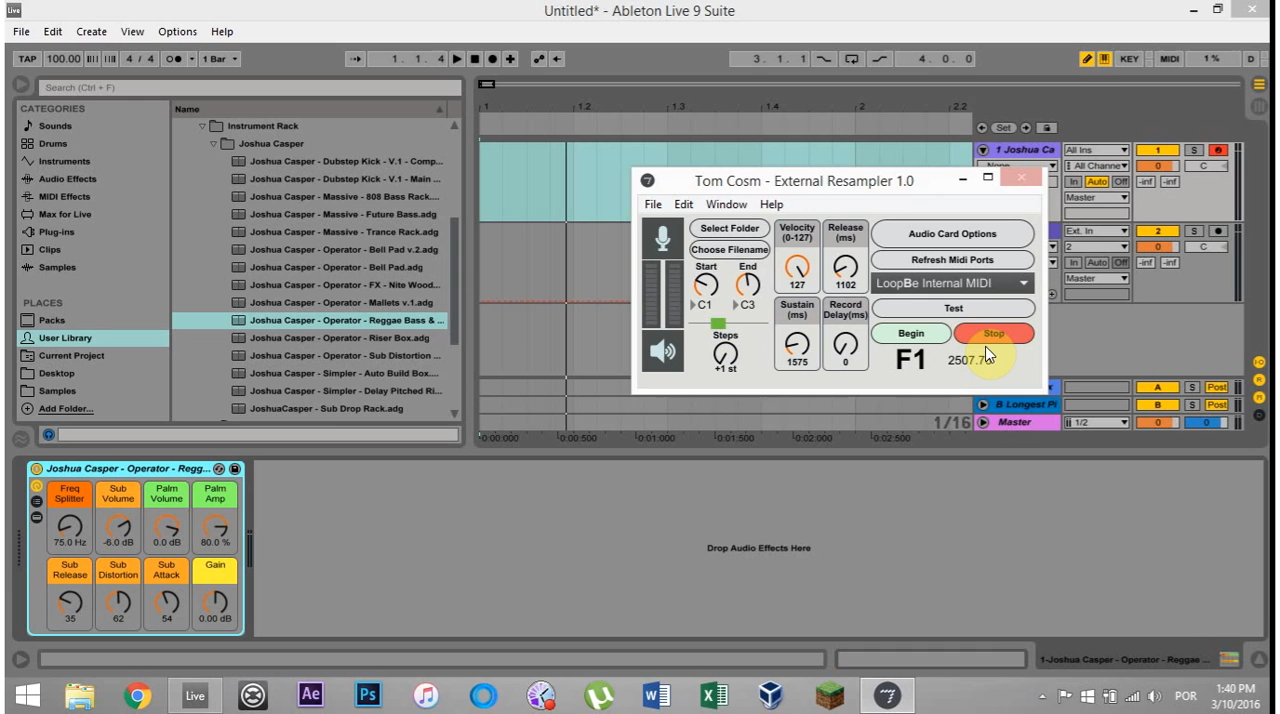 Live
Untitled* - Ableton Live 9 Suite
File Edit Create View Options Help
TAP 100.00 4 / 4 1 Bar 1. 1. 4 3. 1. 1 4. 0. 0 KEY MIDI 1 % D
Search (Ctrl + F)
CATEGORIES
Sounds
Drums
Instruments
Audio Effects
MIDI Effects
Max for Live
Plug-ins
Clips
Samples
PLACES
Packs
User Library
Current Project
Desktop
Samples
Add Folder...
Name
Instrument Rack
Joshua Casper
Joshua Casper - Dubstep Kick - V.1 - Comp...
Joshua Casper - Dubstep Kick - V.1 - Main ...
Joshua Casper - Massive - 808 Bass Rack....
Joshua Casper - Massive - Future Bass.adg
Joshua Casper - Massive - Trance Rack.adg
Joshua Casper - Operator - Bell Pad v.2.adg
Joshua Casper - Operator - Bell Pad.adg
Joshua Casper - Operator - FX - Nite Wood ...
Joshua Casper - Operator - Mallets v.1.adg
Joshua Casper - Operator - Reggae Bass & ...
Joshua Casper - Operator - Riser Box.adg
Joshua Casper - Operator - Sub Distortion ...
Joshua Casper - Simpler - Auto Build Box....
Joshua Casper - Simpler - Delay Pitched Ri...
JoshuaCasper - Sub Drop Rack.adg
1 1.2 1.3 1.4 2 2.2
Set
1 Joshua Ca All Ins 1 S
All Channe 0 C
In Auto Off -inf -inf
Master
Ext. In 2 S
2 0 C
In Auto Off -inf -inf
Master
A S Post
B Longest Pi B S Post
1/16 Master 1/2 0 0
0:00:000 0:00:500 0:01:000 0:01:500 0:02:000 0:02:500
Tom Cosm - External Resampler 1.0
File Edit Window Help
Select Folder
Choose Filename
Start End
C1 C3
Steps
+1 st
Velocity
(0-127)
127
Release
(ms)
1102
Sustain
(ms)
1575
Record
Delay(ms)
0
Audio Card Options
Refresh Midi Ports
LoopBe Internal MIDI
Test
Begin Stop
F1
Joshua Casper - Operator - Regg...
Freq
Splitter
75.0 Hz
Sub
Volume
-6.0 dB
Palm
Volume
0.0 dB
Palm
Amp
80.0 %
Sub
Release
35
Sub
Distortion
62
Sub
Attack
54
Gain
0.00 dB
Drop Audio Effects Here
1-Joshua Casper - Operator - Reggae ...
Live
Ae
Ps
POR
1:40 PM
3/10/2016